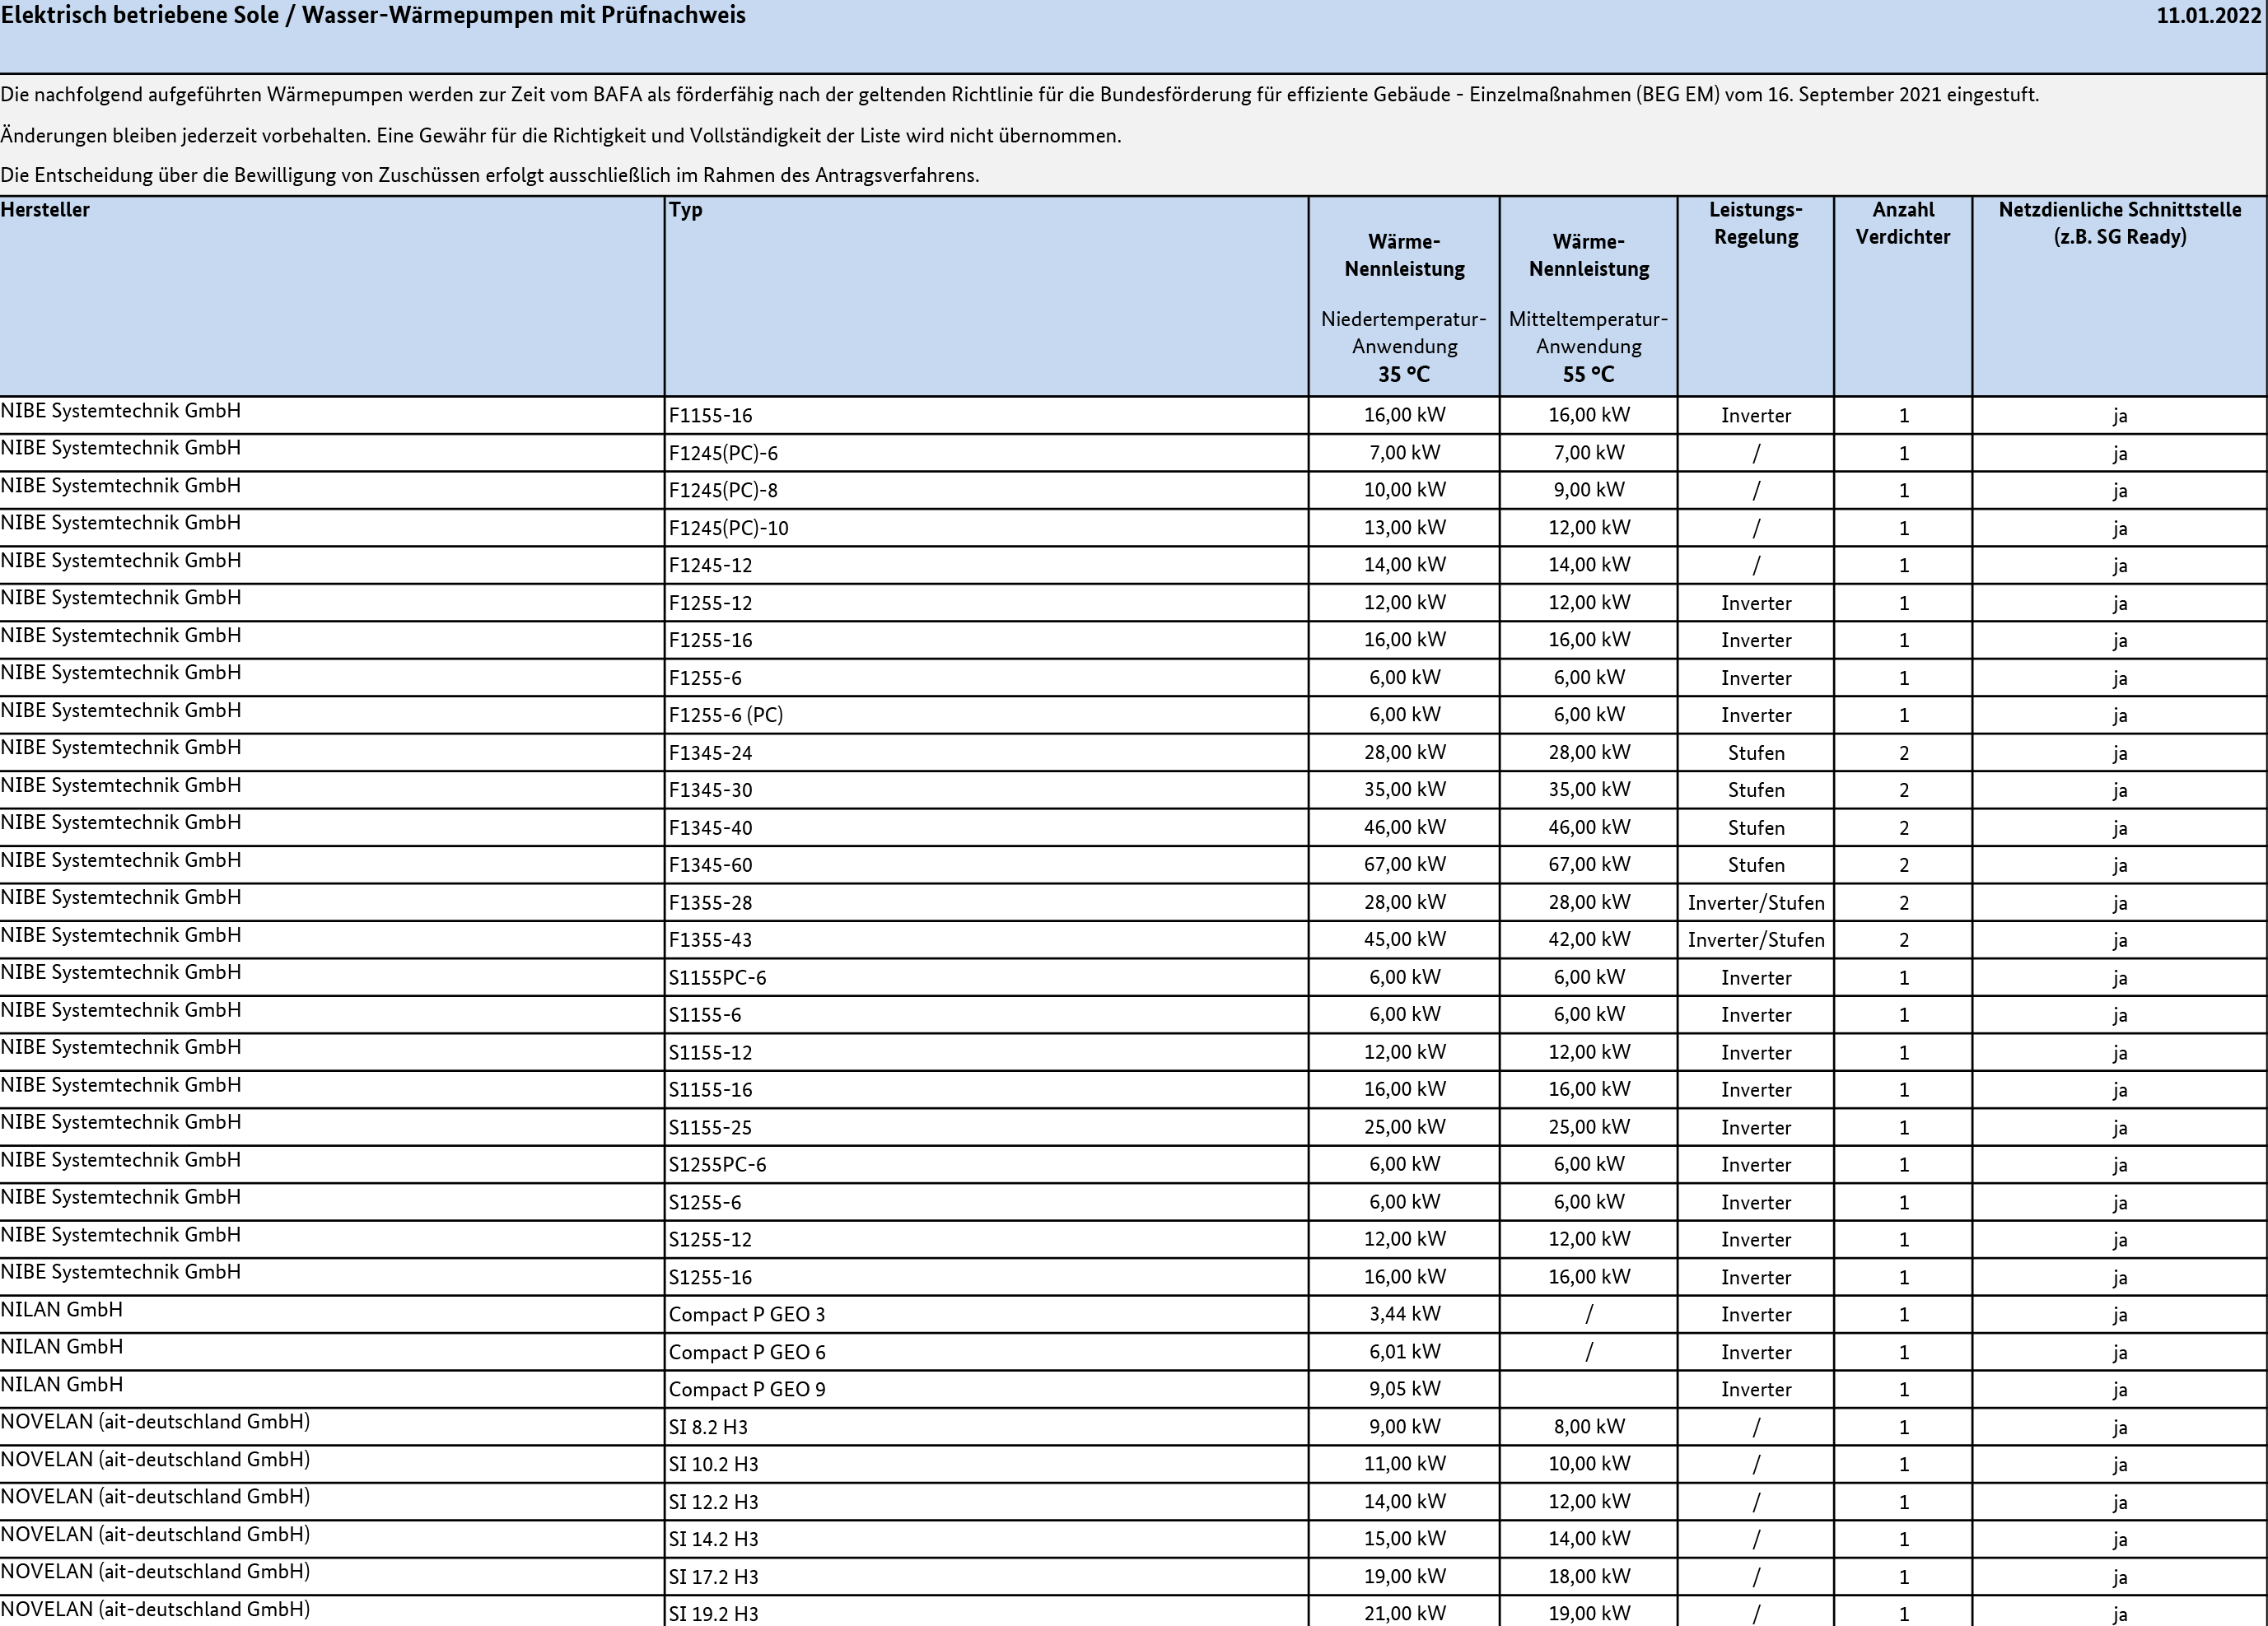 Elektrisch betriebene Sole / Wasser-Wärmepumpen mit Prüfnachweis 11.01.2022
Die nachfolgend aufgeführten Wärmepumpen werden zur Zeit vom BAFA als förderfähig nach der geltenden Richtlinie für die Bundesförderung für effiziente Gebäude - Einzelmaßnahmen (BEG EM) vom 16. September 2021 eingestuft.
Änderungen bleiben jederzeit vorbehalten. Eine Gewähr für die Richtigkeit und Vollständigkeit der Liste wird nicht übernommen.
Die Entscheidung über die Bewilligung von Zuschüssen erfolgt ausschließlich im Rahmen des Antragsverfahrens.
Hersteller Typ Leistungs- Anzahl Netzdienliche Schnittstelle
Regelung Verdichter (z.B. SG Ready)
Wärme- Wärme-
Nennleistung Nennleistung
Niedertemperatur- Mitteltemperatur-
Anwendung Anwendung
35 °C 55 °C
NIBE Systemtechnik GmbH F1155-16 16,00 kW 16,00 kW Inverter 1 ja
NIBE Systemtechnik GmbH F1245(PC)-6 7,00 kW 7,00 kW / 1 ja
NIBE Systemtechnik GmbH F1245(PC)-8 10,00 kW 9,00 kW / 1 ja
NIBE Systemtechnik GmbH F1245(PC)-10 13,00 kW 12,00 kW / 1 ja
NIBE Systemtechnik GmbH F1245-12 14,00 kW 14,00 kW / 1 ja
NIBE Systemtechnik GmbH F1255-12 12,00 kW 12,00 kW Inverter 1 ja
NIBE Systemtechnik GmbH F1255-16 16,00 kW 16,00 kW Inverter 1 ja
NIBE Systemtechnik GmbH F1255-6 6,00 kW 6,00 kW Inverter 1 ja
NIBE Systemtechnik GmbH F1255-6 (PC) 6,00 kW 6,00 kW Inverter 1 ja
NIBE Systemtechnik GmbH F1345-24 28,00 kW 28,00 kW Stufen 2 ja
NIBE Systemtechnik GmbH F1345-30 35,00 kW 35,00 kW Stufen 2 ja
NIBE Systemtechnik GmbH F1345-40 46,00 kW 46,00 kW Stufen 2 ja
NIBE Systemtechnik GmbH F1345-60 67,00 kW 67,00 kW Stufen 2 ja
NIBE Systemtechnik GmbH F1355-28 28,00 kW 28,00 kW Inverter/Stufen 2 ja
NIBE Systemtechnik GmbH F1355-43 45,00 kW 42,00 kW Inverter/Stufen 2 ja
NIBE Systemtechnik GmbH S1155PC-6 6,00 kW 6,00 kW Inverter 1 ja
NIBE Systemtechnik GmbH S1155-6 6,00 kW 6,00 kW Inverter 1 ja
NIBE Systemtechnik GmbH S1155-12 12,00 kW 12,00 kW Inverter 1 ja
NIBE Systemtechnik GmbH S1155-16 16,00 kW 16,00 kW Inverter 1 ja
NIBE Systemtechnik GmbH S1155-25 25,00 kW 25,00 kW Inverter 1 ja
NIBE Systemtechnik GmbH S1255PC-6 6,00 kW 6,00 kW Inverter 1 ja
NIBE Systemtechnik GmbH S1255-6 6,00 kW 6,00 kW Inverter 1 ja
NIBE Systemtechnik GmbH S1255-12 12,00 kW 12,00 kW Inverter 1 ja
NIBE Systemtechnik GmbH S1255-16 16,00 kW 16,00 kW Inverter 1 ja
NILAN GmbH Compact P GEO 3 3,44 kW / Inverter 1 ja
NILAN GmbH Compact P GEO 6 6,01 kW / Inverter 1 ja
NILAN GmbH Compact P GEO 9 9,05 kW Inverter 1 ja
NOVELAN (ait-deutschland GmbH) SI 8.2 H3 9,00 kW 8,00 kW / 1 ja
NOVELAN (ait-deutschland GmbH) SI 10.2 H3 11,00 kW 10,00 kW / 1 ja
NOVELAN (ait-deutschland GmbH) SI 12.2 H3 14,00 kW 12,00 kW / 1 ja
NOVELAN (ait-deutschland GmbH) SI 14.2 H3 15,00 kW 14,00 kW / 1 ja
NOVELAN (ait-deutschland GmbH) SI 17.2 H3 19,00 kW 18,00 kW / 1 ja
NOVELAN (ait-deutschland GmbH) SI 19.2 H3 21,00 kW 19,00 kW / 1 ja